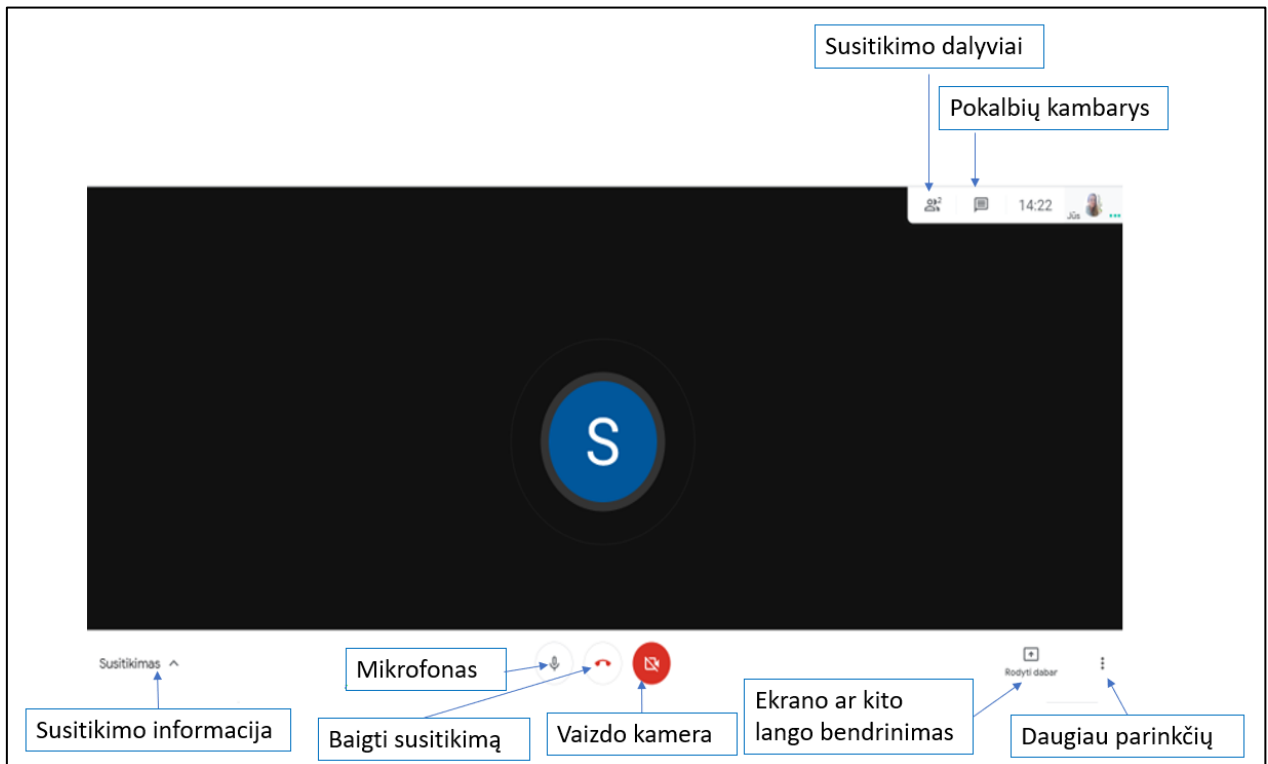 Susitikimo dalyviai
Pokalbių kambarys
2
14:22
Jūs
S
Susitikimas
Mikrofonas
Rodyti dabar
Susitikimo informacija
Baigti susitikimą
Vaizdo kamera
Ekrano ar kito
lango bendrinimas
Daugiau parinkčių